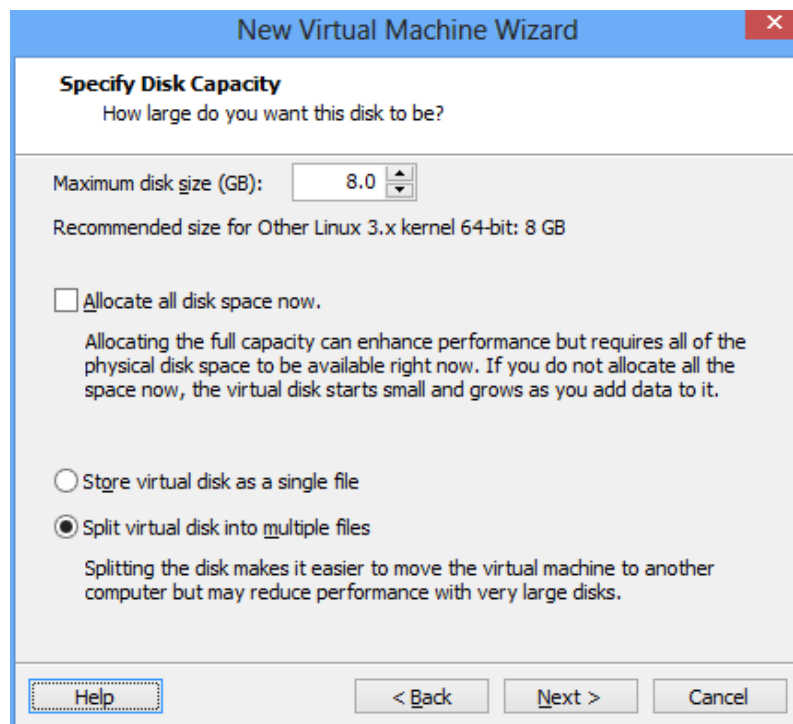 New Virtual Machine Wizard
Specify Disk Capacity
How large do you want this disk to be?
Maximum disk size (GB): 8.0
Recommended size for Other Linux 3.x kernel 64-bit: 8 GB
Allocate all disk space now.
Allocating the full capacity can enhance performance but requires all of the
physical disk space to be available right now. If you do not allocate all the
space now, the virtual disk starts small and grows as you add data to it.
Store virtual disk as a single file
Split virtual disk into multiple files
Splitting the disk makes it easier to move the virtual machine to another
computer but may reduce performance with very large disks.
Help < Back Next > Cancel